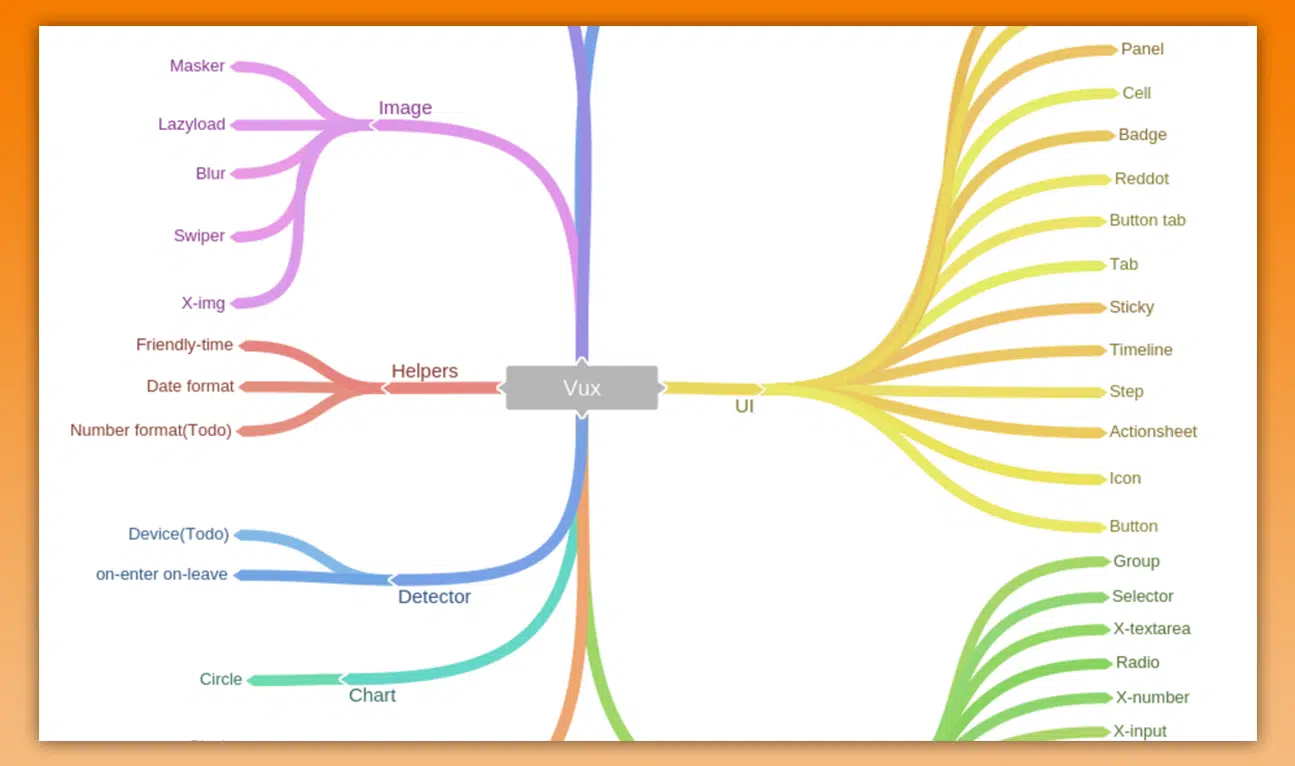 Masker
Image
Lazyload
Blur
Swiper
X-img
Friendly-time
Helpers
Date format
Number format(Todo)
Vux
Device(Todo)
on-enter on-leave
Detector
Circle
Chart
UI
Panel
Cell
Badge
Reddot
Button tab
Tab
Sticky
Timeline
Step
Actionsheet
Icon
Button
Group
Selector
X-textarea
Radio
X-number
X-input